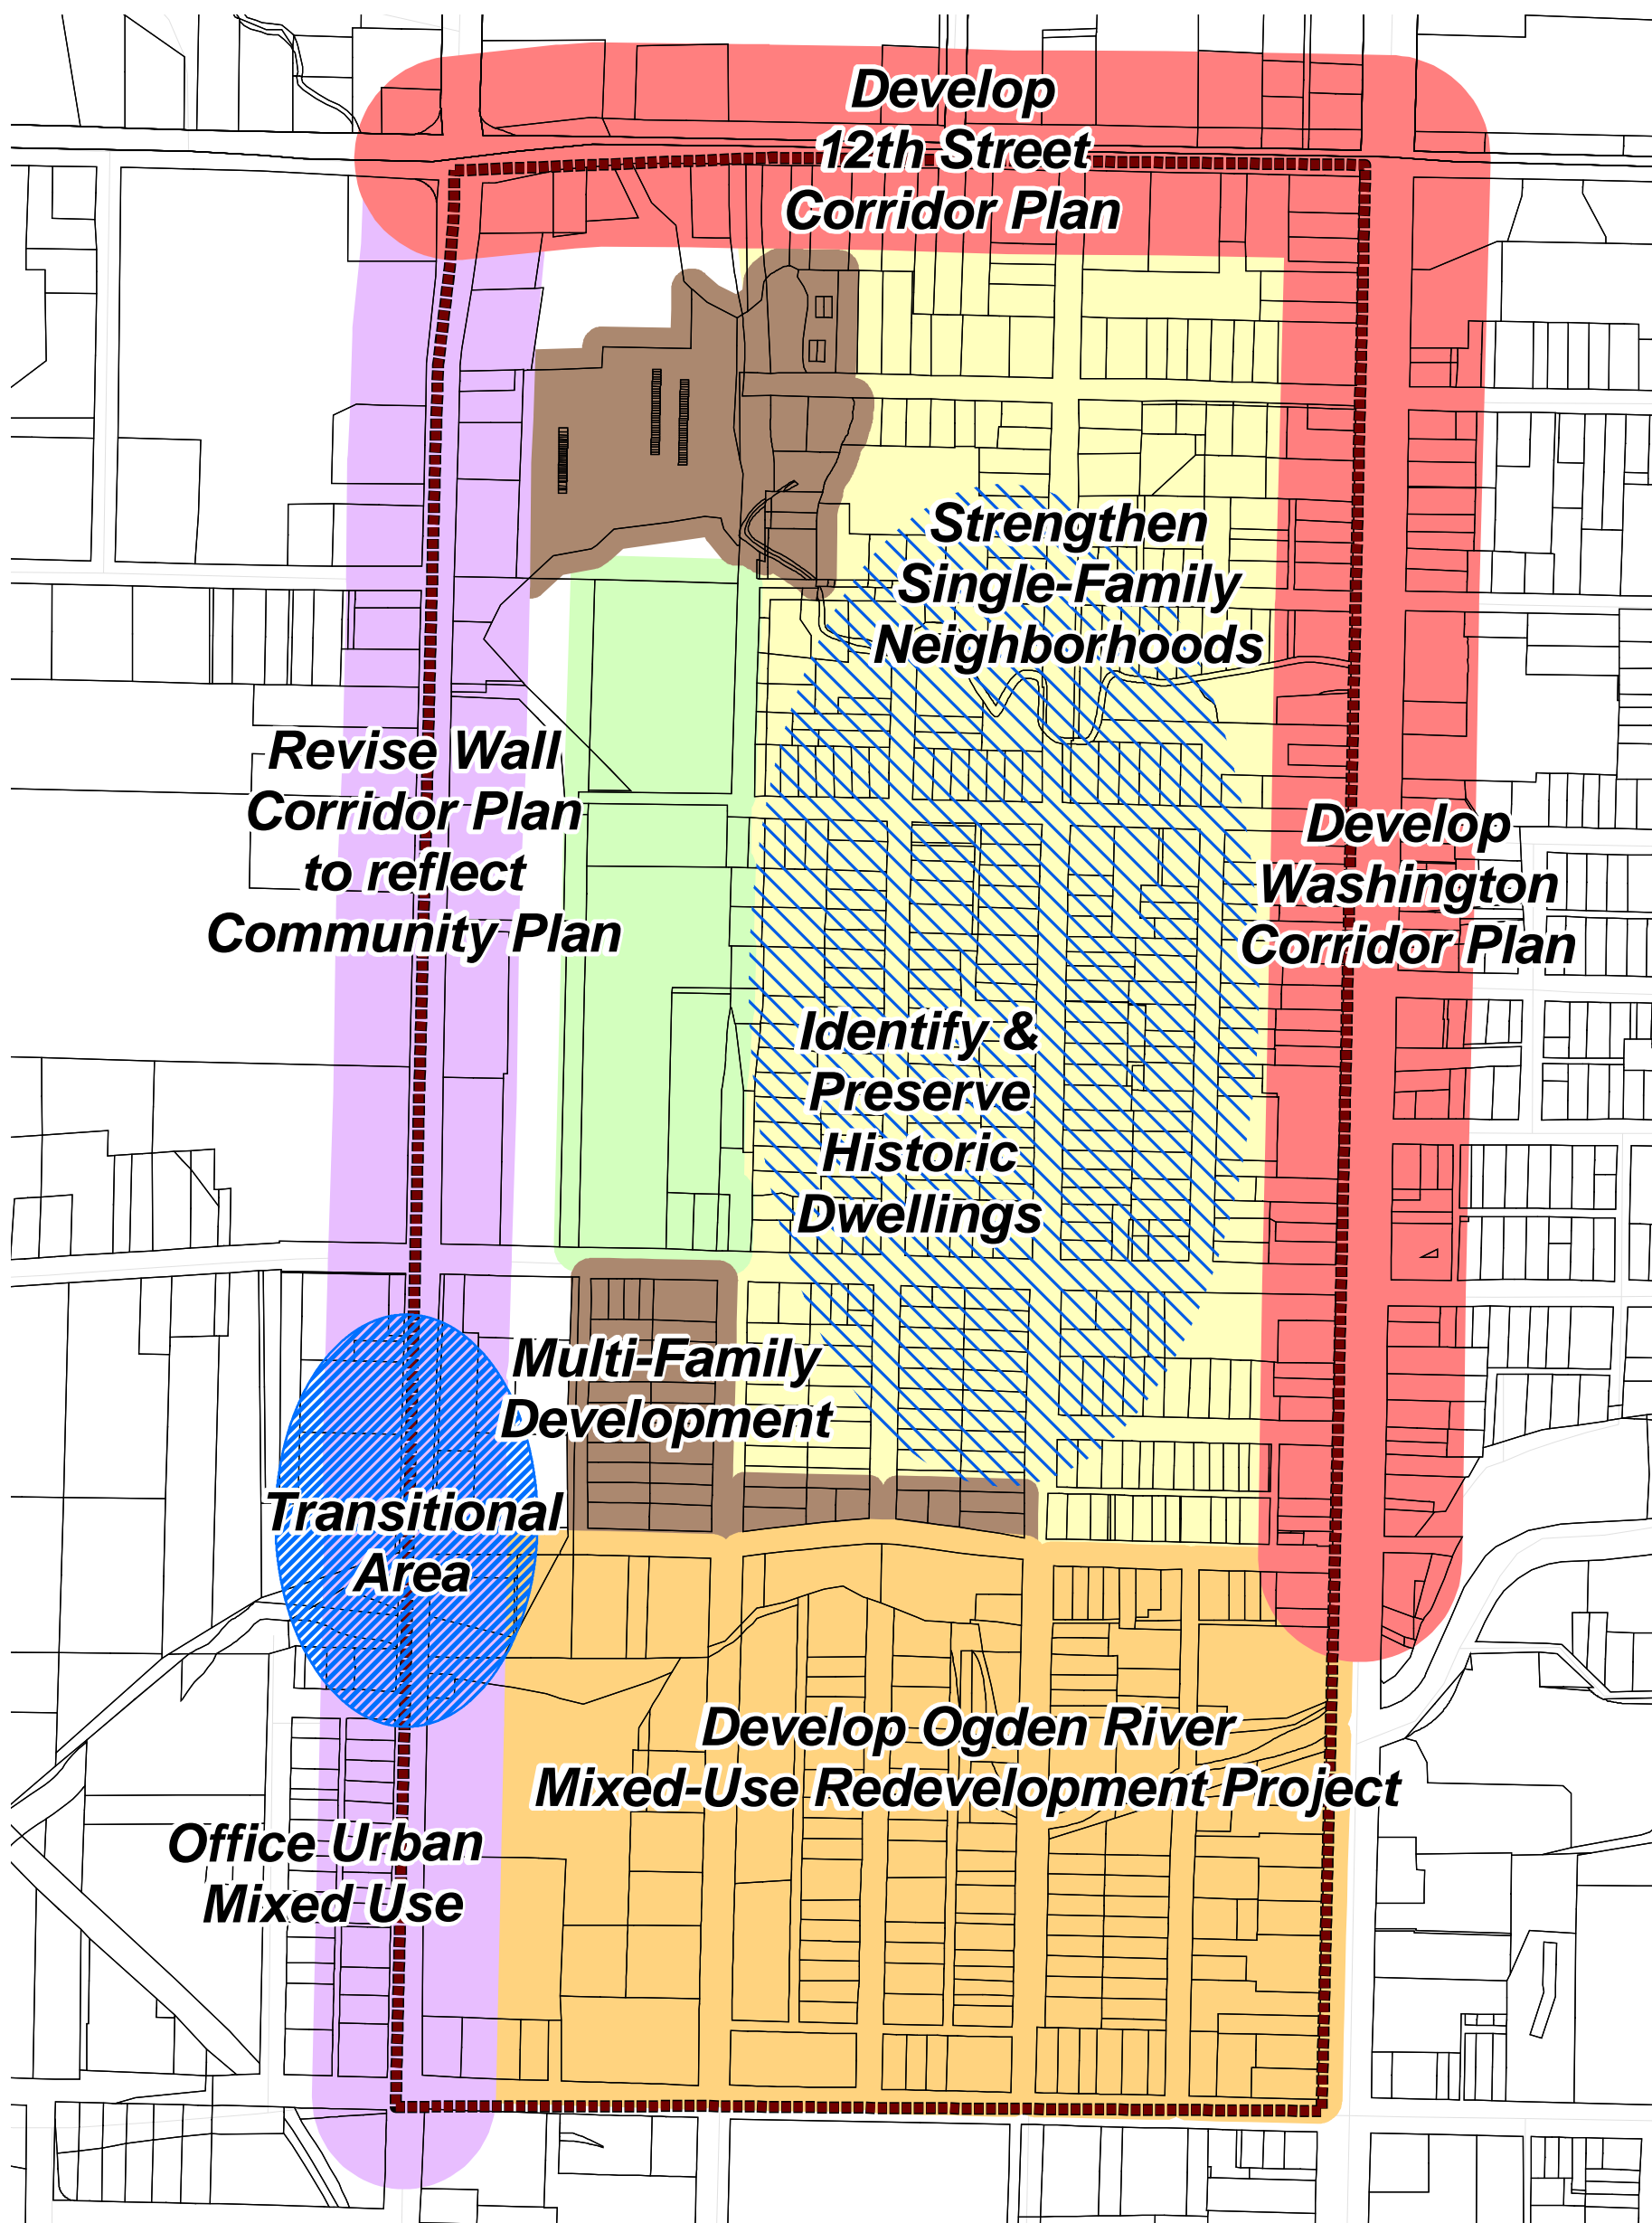 Develop
12th Street
Corridor Plan
Strengthen
Single-Family
Neighborhoods
Revise Wall
Corridor Plan
to reflect
Community Plan
Develop
Washington
Corridor Plan
Identify &
Preserve
Historic
Dwellings
Multi-Family
Development
Transitional
Area
Develop Ogden River
Mixed-Use Redevelopment Project
Office Urban
Mixed Use